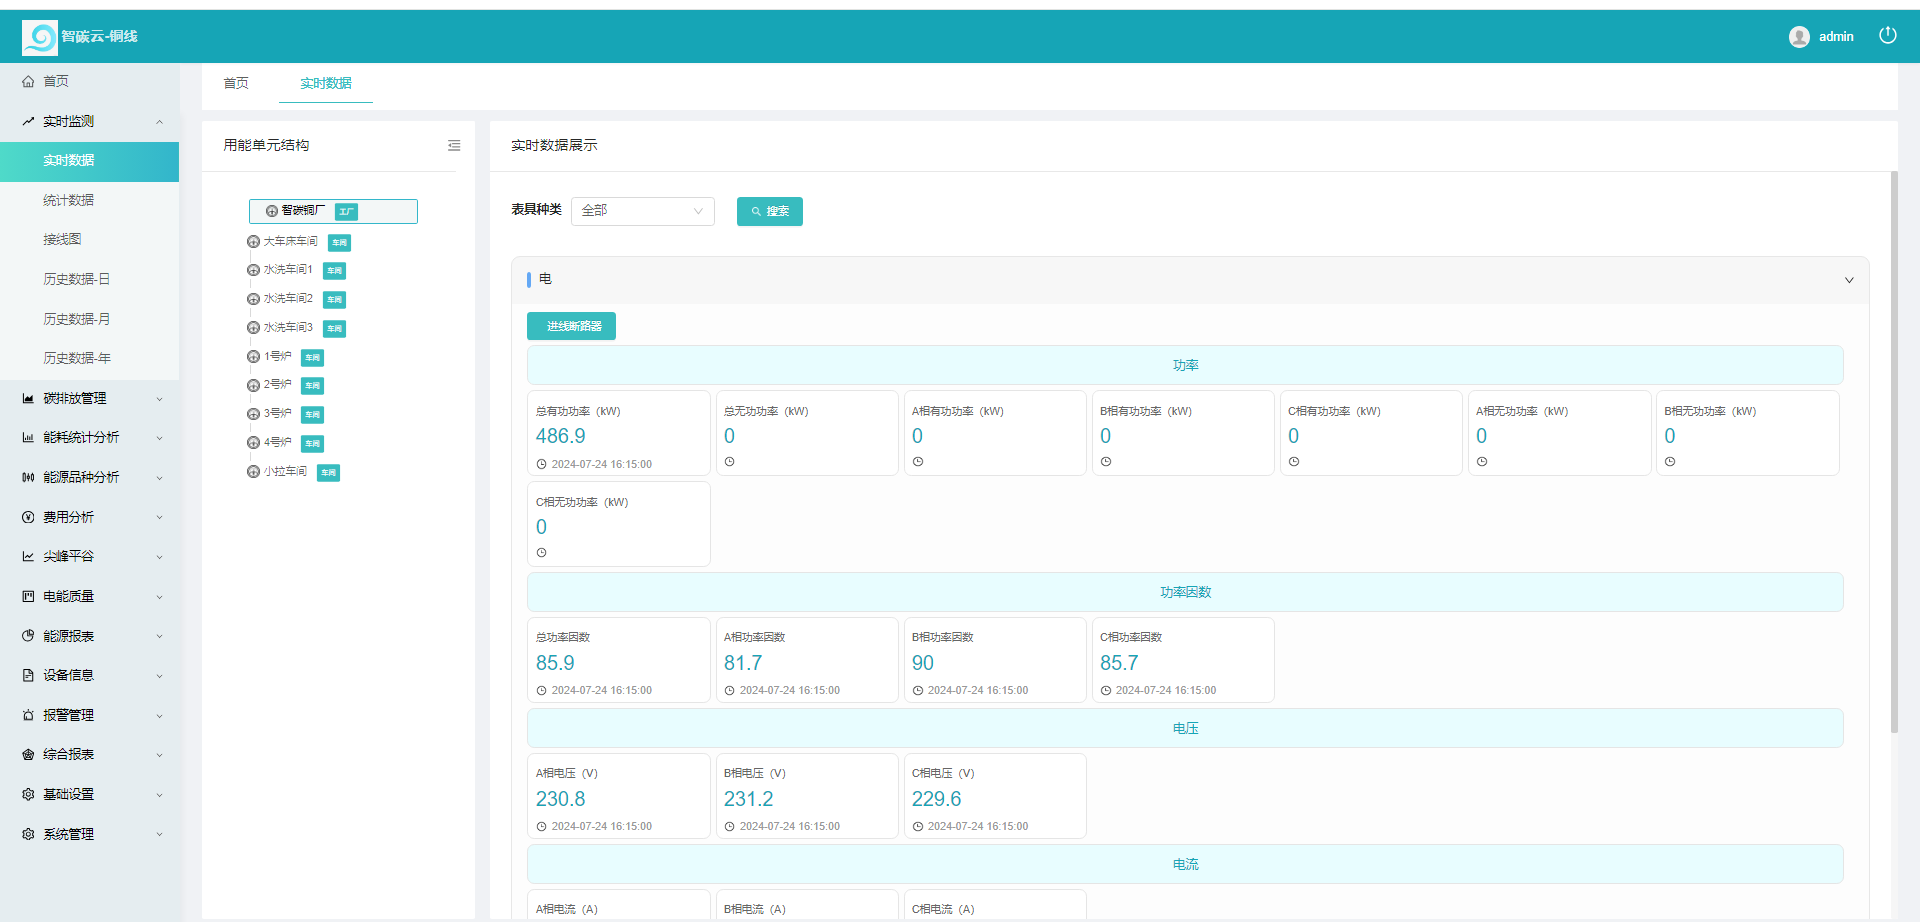 智碳云-铜线
admin
首页
实时监测
实时数据
统计数据
接线图
历史数据-日
历史数据-月
历史数据-年
碳排放管理
能耗统计分析
能源品种分析
费用分析
尖峰平谷
电能质量
能源报表
设备信息
报警管理
综合报表
基础设置
系统管理
首页 实时数据
用能单元结构
智碳铜厂 工厂
大车床车间 车间
水洗车间1 车间
水洗车间2 车间
水洗车间3 车间
1号炉 车间
2号炉 车间
3号炉 车间
4号炉 车间
小拉车间 车间
实时数据展示
表具种类 全部 搜索
电
进线断路器
功率
总有功功率（kW） 总无功功率（kW） A相有功功率（kW） B相有功功率（kW） C相有功功率（kW） A相无功功率（kW） B相无功功率（kW）
486.9 0 0 0 0 0 0
2024-07-24 16:15:00
C相无功功率（kW）
0
功率因数
总功率因数 A相功率因数 B相功率因数 C相功率因数
85.9 81.7 90 85.7
2024-07-24 16:15:00 2024-07-24 16:15:00 2024-07-24 16:15:00 2024-07-24 16:15:00
电压
A相电压（V） B相电压（V） C相电压（V）
230.8 231.2 229.6
2024-07-24 16:15:00 2024-07-24 16:15:00 2024-07-24 16:15:00
电流
A相电流（A） B相电流（A） C相电流（A）